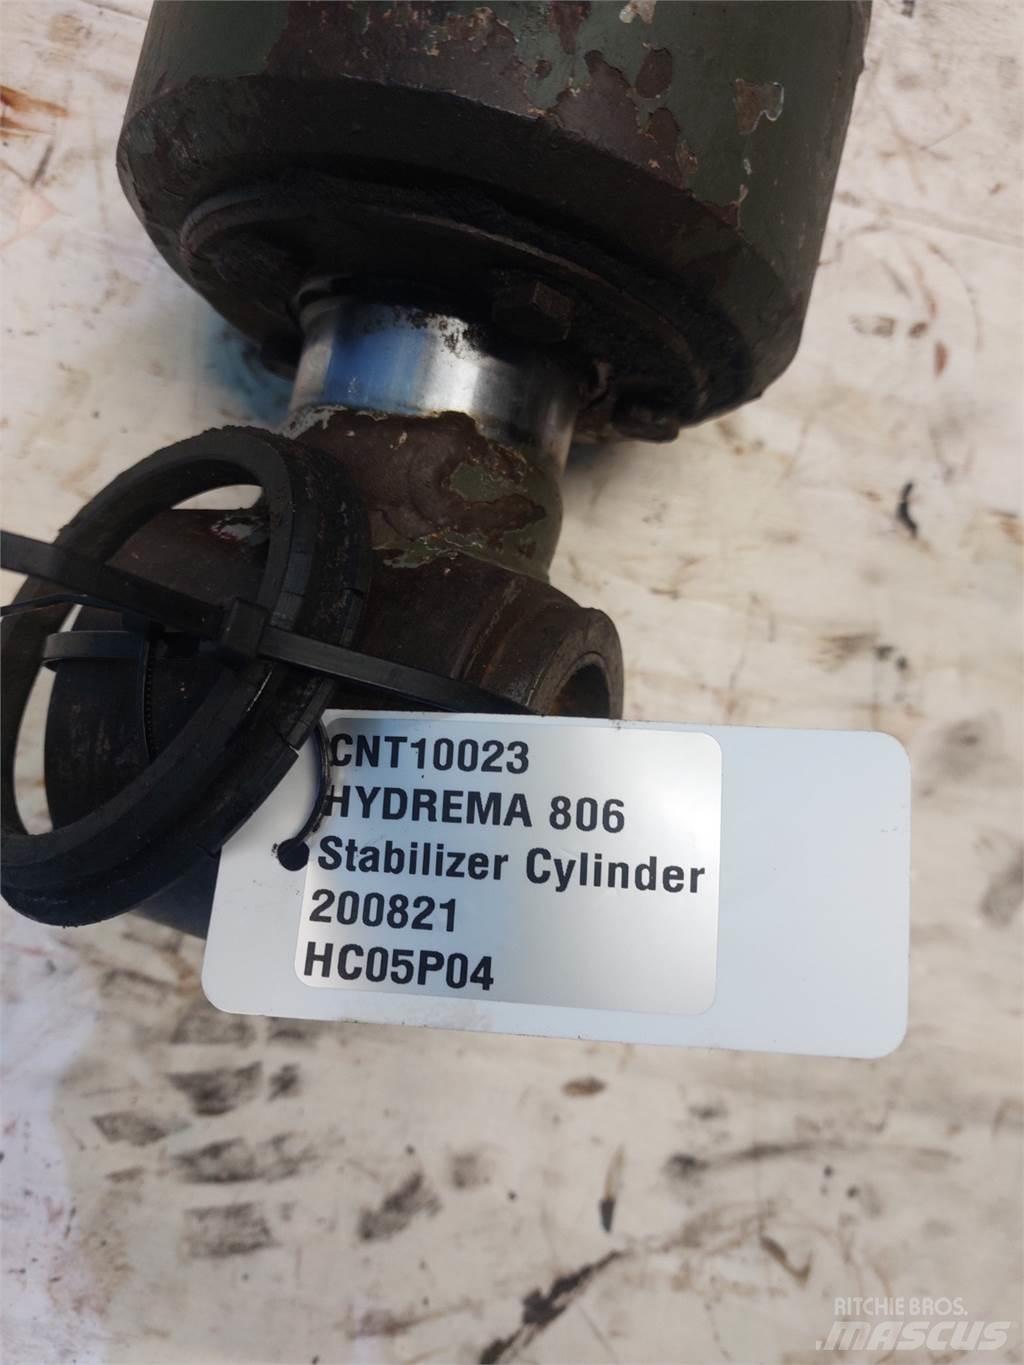 CNT10023
HYDREMA 806
Stabilizer Cylinder
200821
HC05P04
RITCHIE BROS.
MASCUS